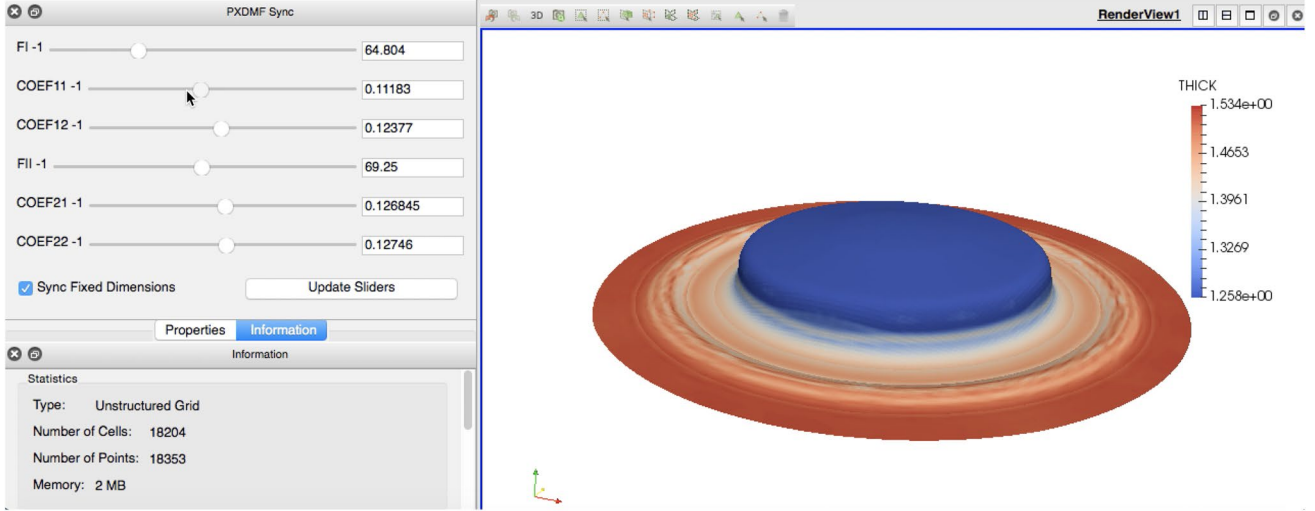 PXDMF Sync
FI -1
64.804
COEF11 -1
0.11183
COEF12 -1
0.12377
FII -1
69.25
COEF21 -1
0.126845
COEF22 -1
0.12746
Sync Fixed Dimensions
Update Sliders
Properties
Information
Information
Statistics
Type: Unstructured Grid
Number of Cells: 18204
Number of Points: 18353
Memory: 2 MB
3D
RenderView1
THICK
1.534e+00
1.4653
1.3961
1.3269
1.258e+00